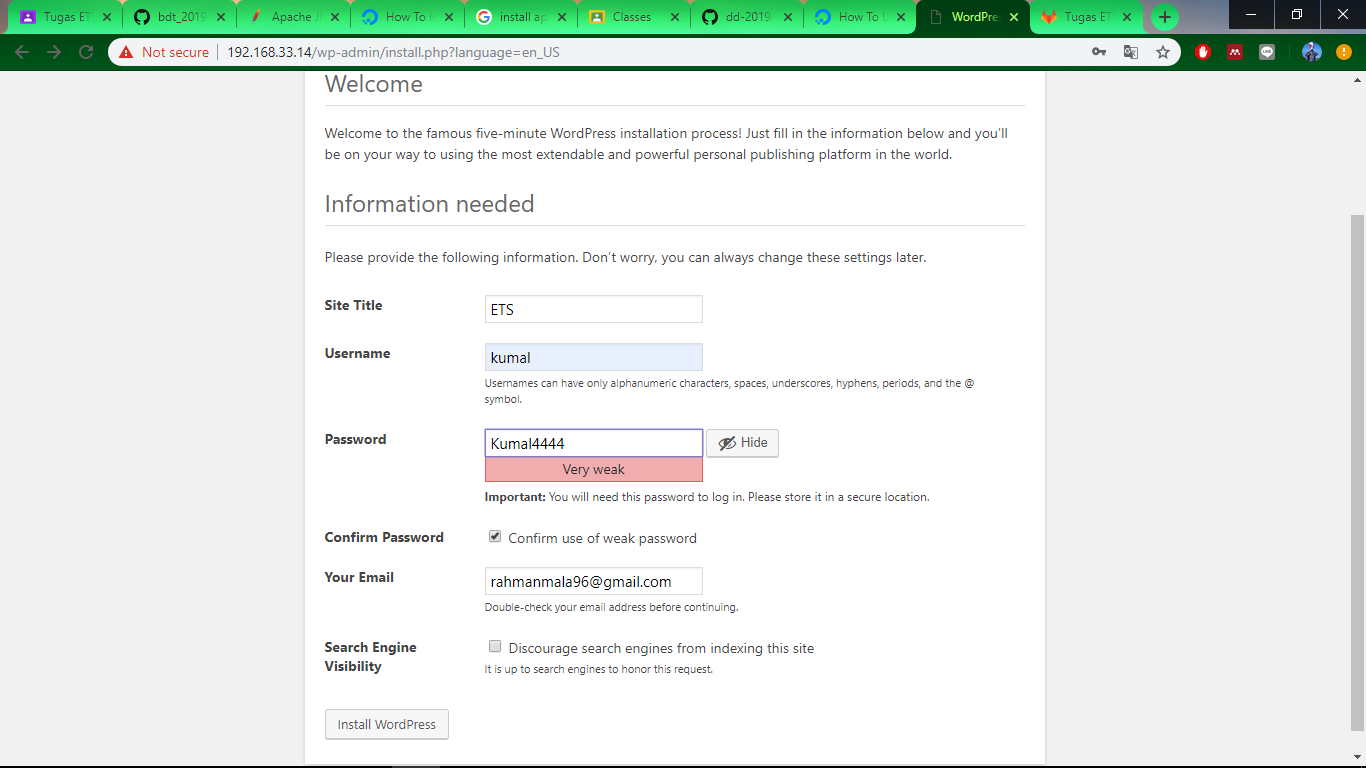 Tugas ET
bdt_2019
Apache J
How To I
install ap
Classes
dd-2019/
How To U
WordPre
Tugas ET
Not secure
192.168.33.14/wp-admin/install.php?language=en_US
Welcome
Welcome to the famous five-minute WordPress installation process! Just fill in the information below and you’ll
be on your way to using the most extendable and powerful personal publishing platform in the world.
Information needed
Please provide the following information. Don’t worry, you can always change these settings later.
Site Title
ETS
Username
kumal
Usernames can have only alphanumeric characters, spaces, underscores, hyphens, periods, and the @
symbol.
Password
Kumal4444
Hide
Very weak
Important: You will need this password to log in. Please store it in a secure location.
Confirm Password
Confirm use of weak password
Your Email
rahmanmala96@gmail.com
Double-check your email address before continuing.
Search Engine
Visibility
Discourage search engines from indexing this site
It is up to search engines to honor this request.
Install WordPress